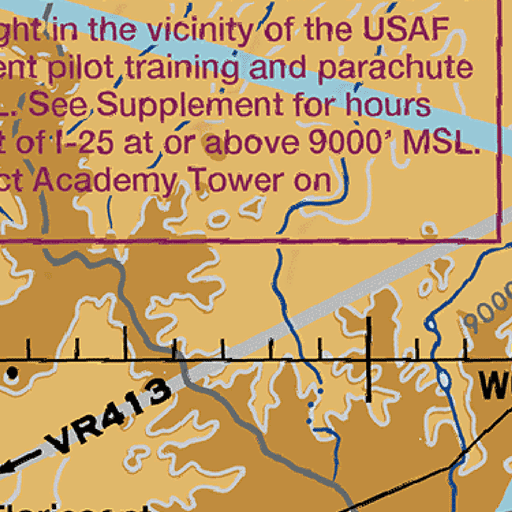 ght in the vicinity of the USAF
ent pilot training and parachute
L. See Supplement for hours
t of I-25 at or above 9000' MSL.
ct Academy Tower on
9000
VR413
W
Florissant